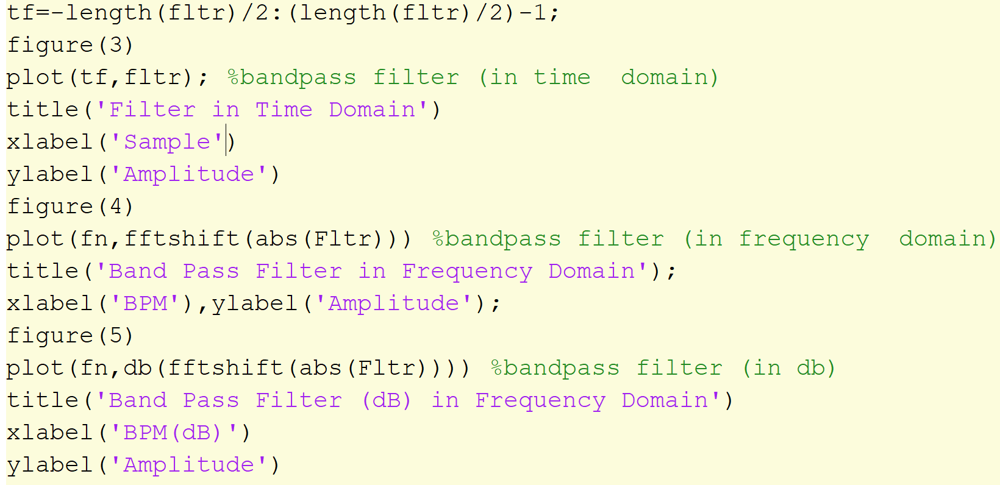 tf=-length(fltr)/2:(length(fltr)/2)-1;
figure(3)
plot(tf,fltr); %bandpass filter (in time  domain)
title('Filter in Time Domain')
xlabel('Sample')
ylabel('Amplitude')
figure(4)
plot(fn,fftshift(abs(Fltr))) %bandpass filter (in frequency  domain)
title('Band Pass Filter in Frequency Domain');
xlabel('BPM'),ylabel('Amplitude');
figure(5)
plot(fn,db(fftshift(abs(Fltr)))) %bandpass filter (in db)
title('Band Pass Filter (dB) in Frequency Domain')
xlabel('BPM(dB)')
ylabel('Amplitude')